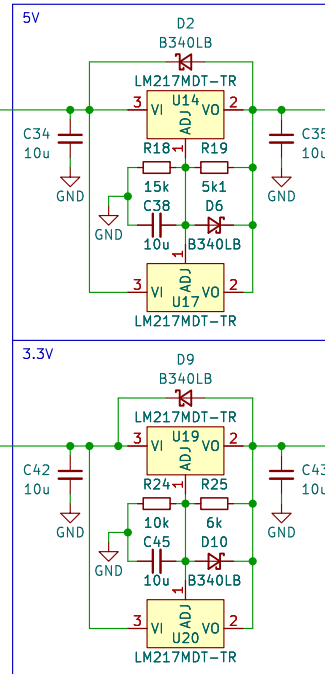 5V
D2
B340LB
LM217MDT-TR
3 VI U14 VO 2
ADJ
1
C34
10u
C35
10u
R18 R19
15k 5k1
GND
GND
GND
C38 D6
10u B340LB
1
ADJ
3 VI VO 2
U17
LM217MDT-TR
3.3V
D9
B340LB
LM217MDT-TR
3 VI U19 VO 2
ADJ
1
C42
10u
C43
10u
R24 R25
10k 6k
GND
GND
GND
C45 D10
10u B340LB
1
ADJ
3 VI VO 2
U20
LM217MDT-TR